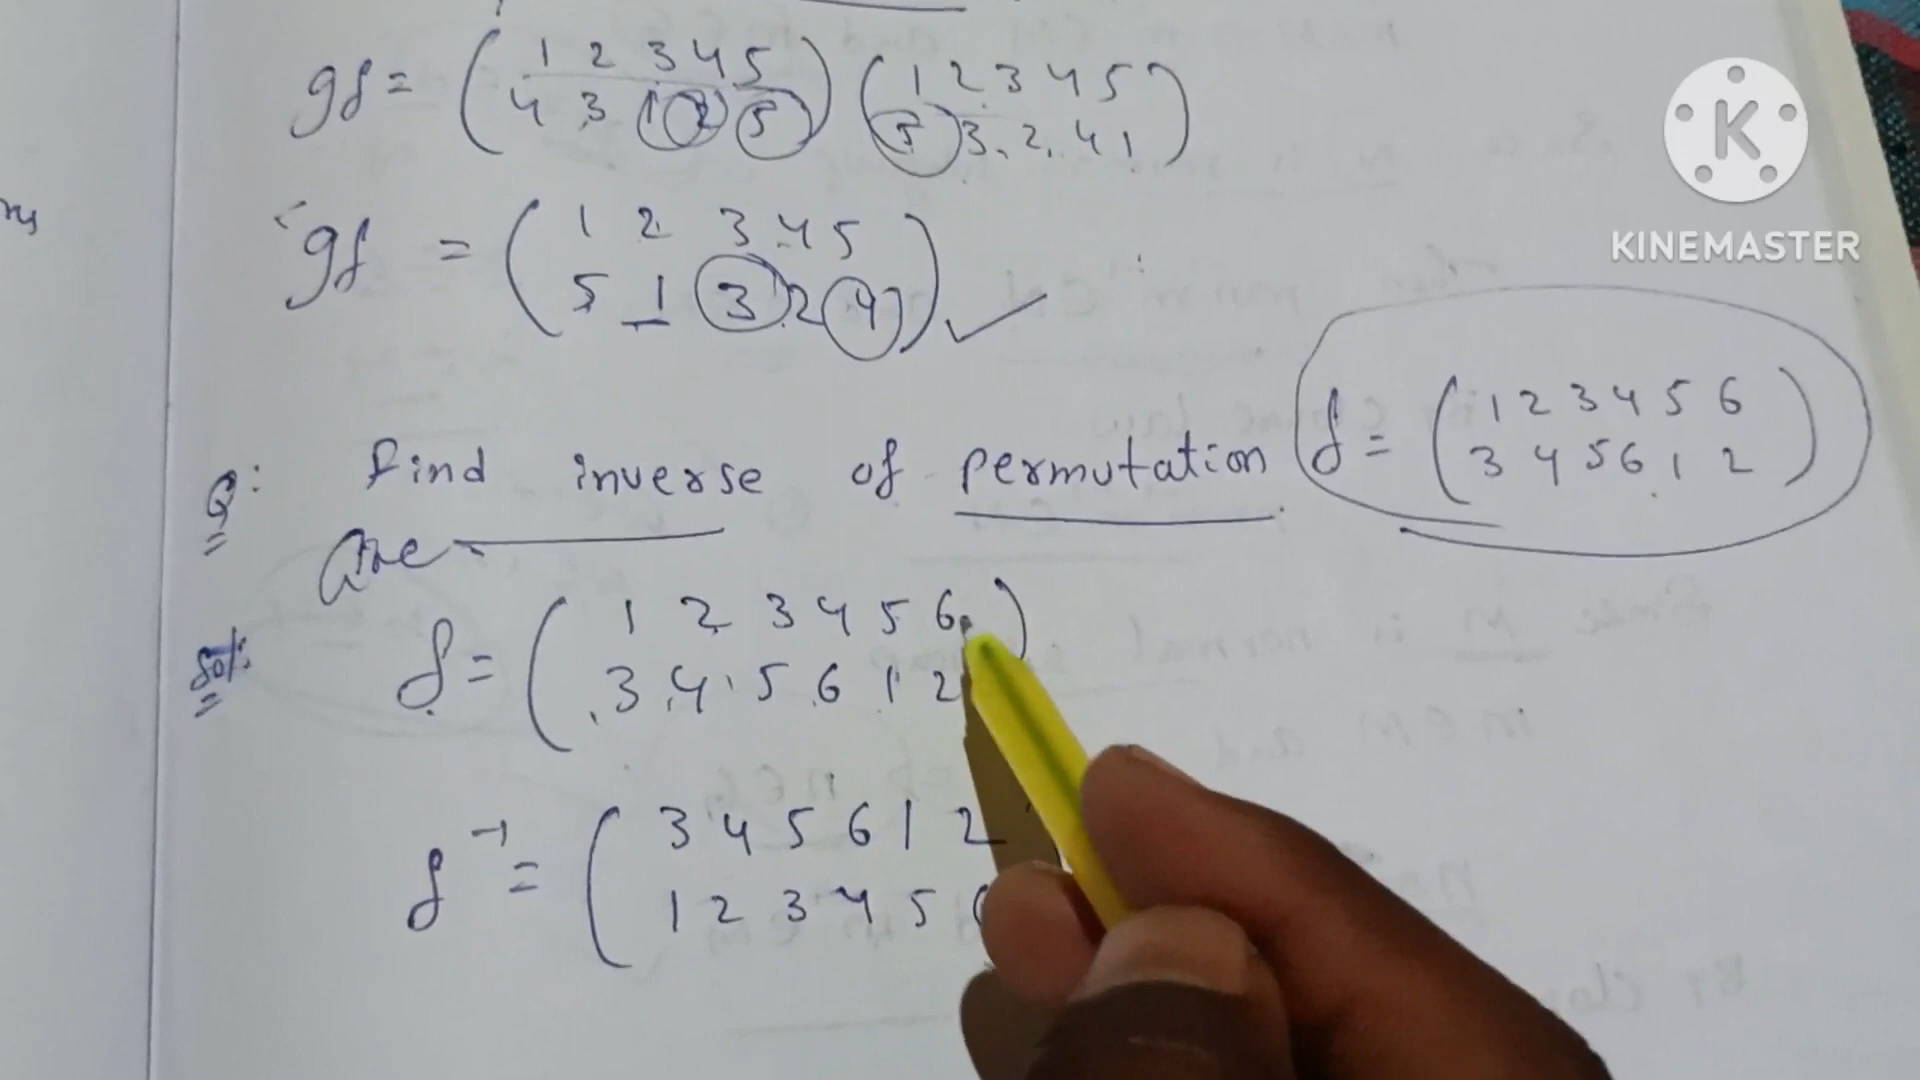 gf = ( 1 2 3 4 5 ) ( 1 2 3 4 5 )
4 3 1 2 5 5 3 2 4 1
KINEMASTER
gf = ( 1 2 3 4 5 )
5 1 3 2 4 ✓
Q: Find inverse of permutation f = ( 1 2 3 4 5 6 )
3 4 5 6 1 2
are
Sol: f = ( 1 2 3 4 5 6 )
3 4 5 6 1 2
f⁻¹ = ( 3 4 5 6 1 2 )
1 2 3 4 5